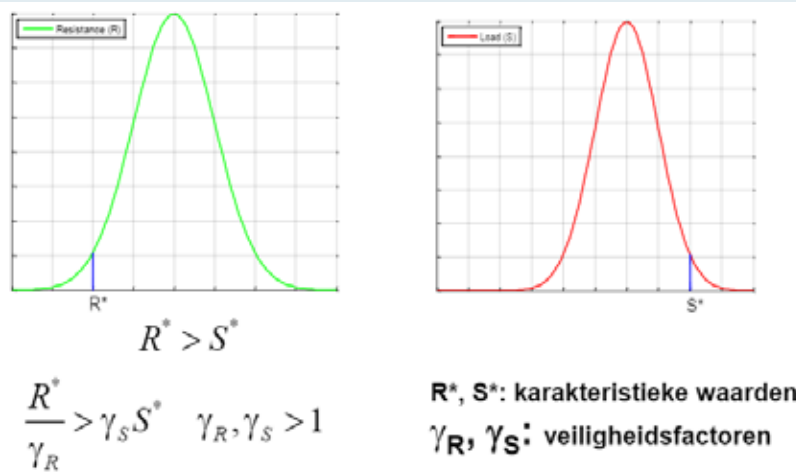 Resistance (R)
Load (S)
R*
S*
R* > S*
R*/γR > γS S*   γR, γS > 1
R*, S*: karakteristieke waarden
γR, γS: veiligheidsfactoren